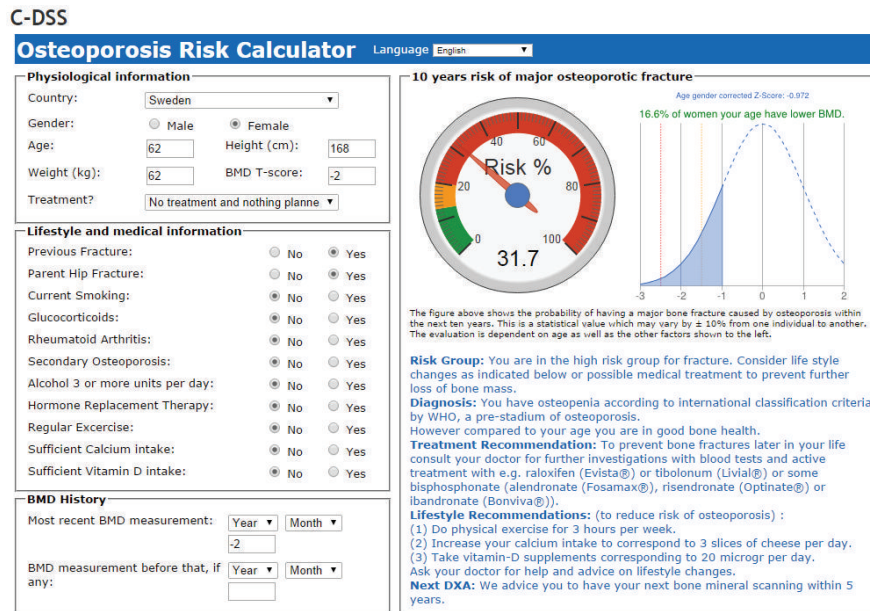 C-DSS
Osteoporosis Risk Calculator Language English
Physiological information
Country: Sweden
Gender: Male Female
Age: 62 Height (cm): 168
Weight (kg): 62 BMD T-score: -2
Treatment? No treatment and nothing planne
Lifestyle and medical information
Previous Fracture: No Yes
Parent Hip Fracture: No Yes
Current Smoking: No Yes
Glucocorticoids: No Yes
Rheumatoid Arthritis: No Yes
Secondary Osteoporosis: No Yes
Alcohol 3 or more units per day: No Yes
Hormone Replacement Therapy: No Yes
Regular Excercise: No Yes
Sufficient Calcium intake: No Yes
Sufficient Vitamin D intake: No Yes
BMD History
Most recent BMD measurement: Year Month
-2
BMD measurement before that, if Year Month
any:
10 years risk of major osteoporotic fracture
Age gender corrected Z-Score: -0.972
16.6% of women your age have lower BMD.
40 60
Risk %
20 80
0 100
31.7
-3 -2 -1 0 1 2
The figure above shows the probability of having a major bone fracture caused by osteoporosis within
the next ten years. This is a statistical value which may vary by ± 10% from one individual to another.
The evaluation is dependent on age as well as the other factors shown to the left.
Risk Group: You are in the high risk group for fracture. Consider life style
changes as indicated below or possible medical treatment to prevent further
loss of bone mass.
Diagnosis: You have osteopenia according to international classification criteria
by WHO, a pre-stadium of osteoporosis.
However compared to your age you are in good bone health.
Treatment Recommendation: To prevent bone fractures later in your life
consult your doctor for further investigations with blood tests and active
treatment with e.g. raloxifen (Evista®) or tibolonum (Livial®) or some
bisphosphonate (alendronate (Fosamax®), risendronate (Optinate®) or
ibandronate (Bonviva®)).
Lifestyle Recommendations: (to reduce risk of osteoporosis) :
(1) Do physical exercise for 3 hours per week.
(2) Increase your calcium intake to correspond to 3 slices of cheese per day.
(3) Take vitamin-D supplements corresponding to 20 microgr per day.
Ask your doctor for help and advice on lifestyle changes.
Next DXA: We advice you to have your next bone mineral scanning within 5
years.